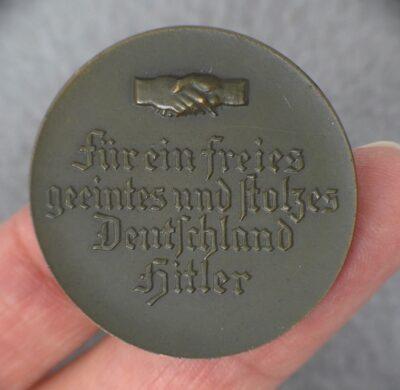 Für ein freies
geeintes und stolzes
Deutschland
Hitler